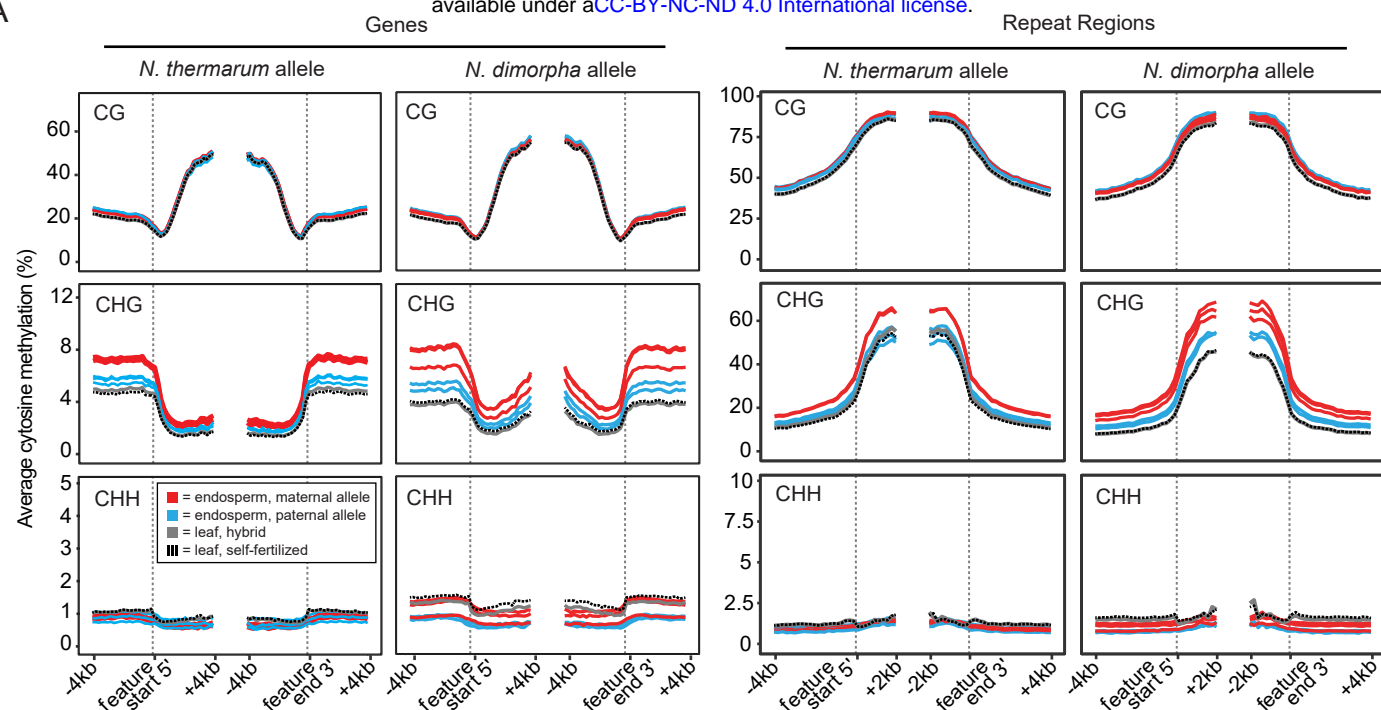 available under aCC-BY-NC-ND 4.0 International license.
A
Genes
Repeat Regions
N. thermarum allele
N. dimorpha allele
N. thermarum allele
N. dimorpha allele
Average cytosine methylation (%)
CG
60
40
20
0
CG
CG
100
75
50
25
0
CG
CHG
12
8
4
0
CHG
CHG
60
40
20
0
CHG
CHH
5
4
3
2
1
0
= endosperm, maternal allele
= endosperm, paternal allele
= leaf, hybrid
= leaf, self-fertilized
CHH
CHH
10
7.5
5
2.5
0
CHH
-4kb
feature start 5'
+4kb
-4kb
feature end 3'
+4kb
-4kb
feature start 5'
+4kb
-4kb
feature end 3'
+4kb
-4kb
feature start 5'
+2kb
-2kb
feature end 3'
+4kb
-4kb
feature start 5'
+2kb
-2kb
feature end 3'
+4kb